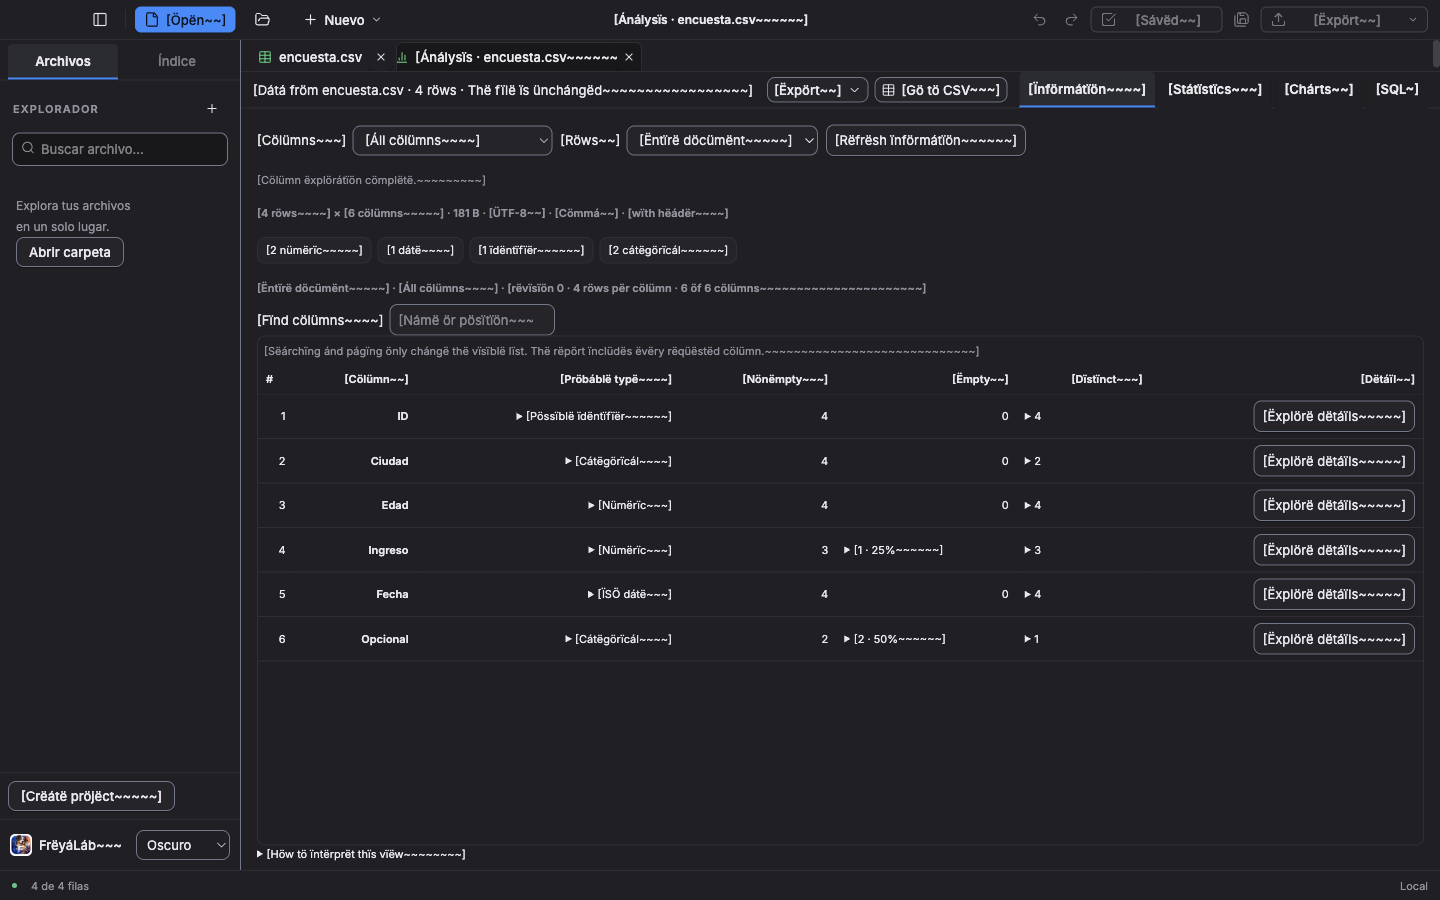 [Öpën~~]
Nuevo
[Ánálysïs · encuesta.csv~~~~~~]
[Sávëd~~]
[Ëxpört~~]
Archivos
Índice
encuesta.csv
[Ánálysïs · encuesta.csv~~~~~~
EXPLORADOR
Buscar archivo...
Explora tus archivos
en un solo lugar.
Abrir carpeta
[Dátá fröm encuesta.csv · 4 röws · Thë fïlë ïs ünchángëd~~~~~~~~~~~~~~~~]
[Ëxpört~~]
[Gö tö CSV~~~]
[Ïnförmátïön~~~~]
[Státïstïcs~~~]
[Chárts~~]
[SQL~]
[Cölümns~~~]
[Áll cölümns~~~~]
[Röws~~]
[Ëntïrë döcümënt~~~~~]
[Rëfrësh ïnförmátïön~~~~~~]
[Cölümn ëxplörátïön cömplëtë.~~~~~~~~~]
[4 röws~~~~] × [6 cölümns~~~~~] · 181 B · [ÜTF-8~~] · [Cömmá~~] · [wïth hëádër~~~~]
[2 nümërïc~~~~~]
[1 dátë~~~~]
[1 ïdëntïfïër~~~~~~]
[2 cátëgörïcál~~~~~~]
[Ëntïrë döcümënt~~~~~] · [Áll cölümns~~~~] · [rëvïsïön 0 · 4 röws për cölümn · 6 öf 6 cölümns~~~~~~~~~~~~~~~~~~~~~~]
[Fïnd cölümns~~~~]
[Námë ör pösïtïön~~~
[Sëárchïng ánd págïng önly chángë thë vïsïblë lïst. Thë rëpört ïnclüdës ëvëry rëqüëstëd cölümn.~~~~~~~~~~~~~~~~~~~~~~~~~~~~~]
# [Cölümn~~] [Pröbáblë typë~~~~] [Nönëmpty~~~] [Ëmpty~~] [Dïstïnct~~~] [Dëtáïl~~]
1 ID [Pössïblë ïdëntïfïër~~~~~~] 4 0 4 [Ëxplörë dëtáïls~~~~~]
2 Ciudad [Cátëgörïcál~~~~] 4 0 2 [Ëxplörë dëtáïls~~~~~]
3 Edad [Nümërïc~~~] 4 0 4 [Ëxplörë dëtáïls~~~~~]
4 Ingreso [Nümërïc~~~] 3 [1 · 25%~~~~~~] 3 [Ëxplörë dëtáïls~~~~~]
5 Fecha [ÏSÖ dátë~~~] 4 0 4 [Ëxplörë dëtáïls~~~~~]
6 Opcional [Cátëgörïcál~~~~] 2 [2 · 50%~~~~~~] 1 [Ëxplörë dëtáïls~~~~~]
[Höw tö ïntërprët thïs vïëw~~~~~~~~]
[Crëátë pröjëct~~~~~]
FrëyáLáb~~~
Oscuro
4 de 4 filas
Local